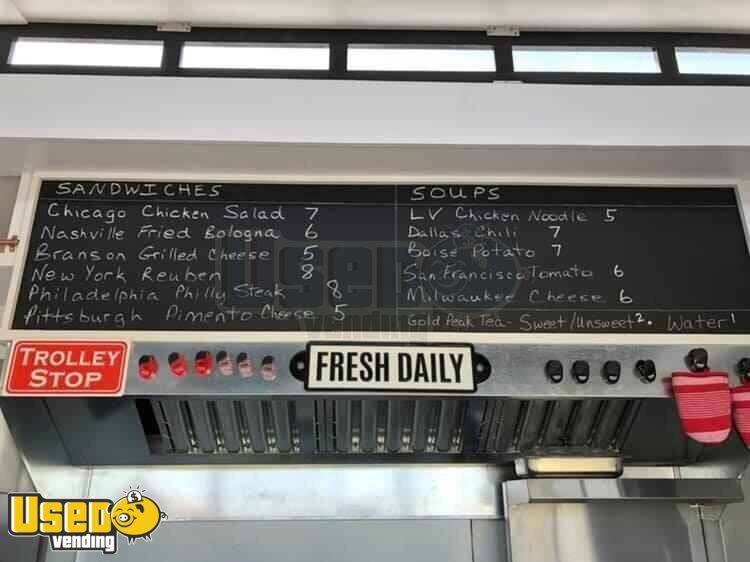 SANDWICHES
Chicago Chicken Salad 7
Nashville Fried Bologna 6
Branson Grilled Cheese 5
New York Reuben 8
Philadelphia Philly Steak 8
Pittsburgh Pimento Cheese 5
SOUPS
LV Chicken Noodle 5
Dallas Chili 7
Boise Potato 7
San Francisco Tomato 6
Milwaukee Cheese 6
Gold Peak Tea - Sweet/Unsweet 2. Water 1
TROLLEY
STOP
FRESH DAILY
USED
vending
USED
vending